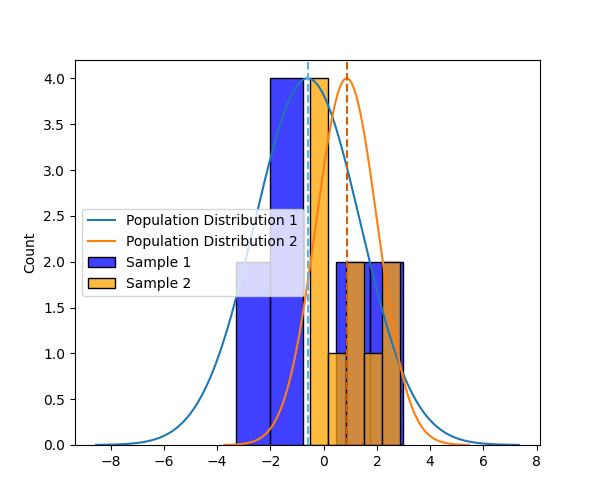 4.0
3.5
3.0
2.5
2.0
1.5
1.0
0.5
0.0
Count
Population Distribution 1
Population Distribution 2
Sample 1
Sample 2
−8 −6 −4 −2 0 2 4 6 8